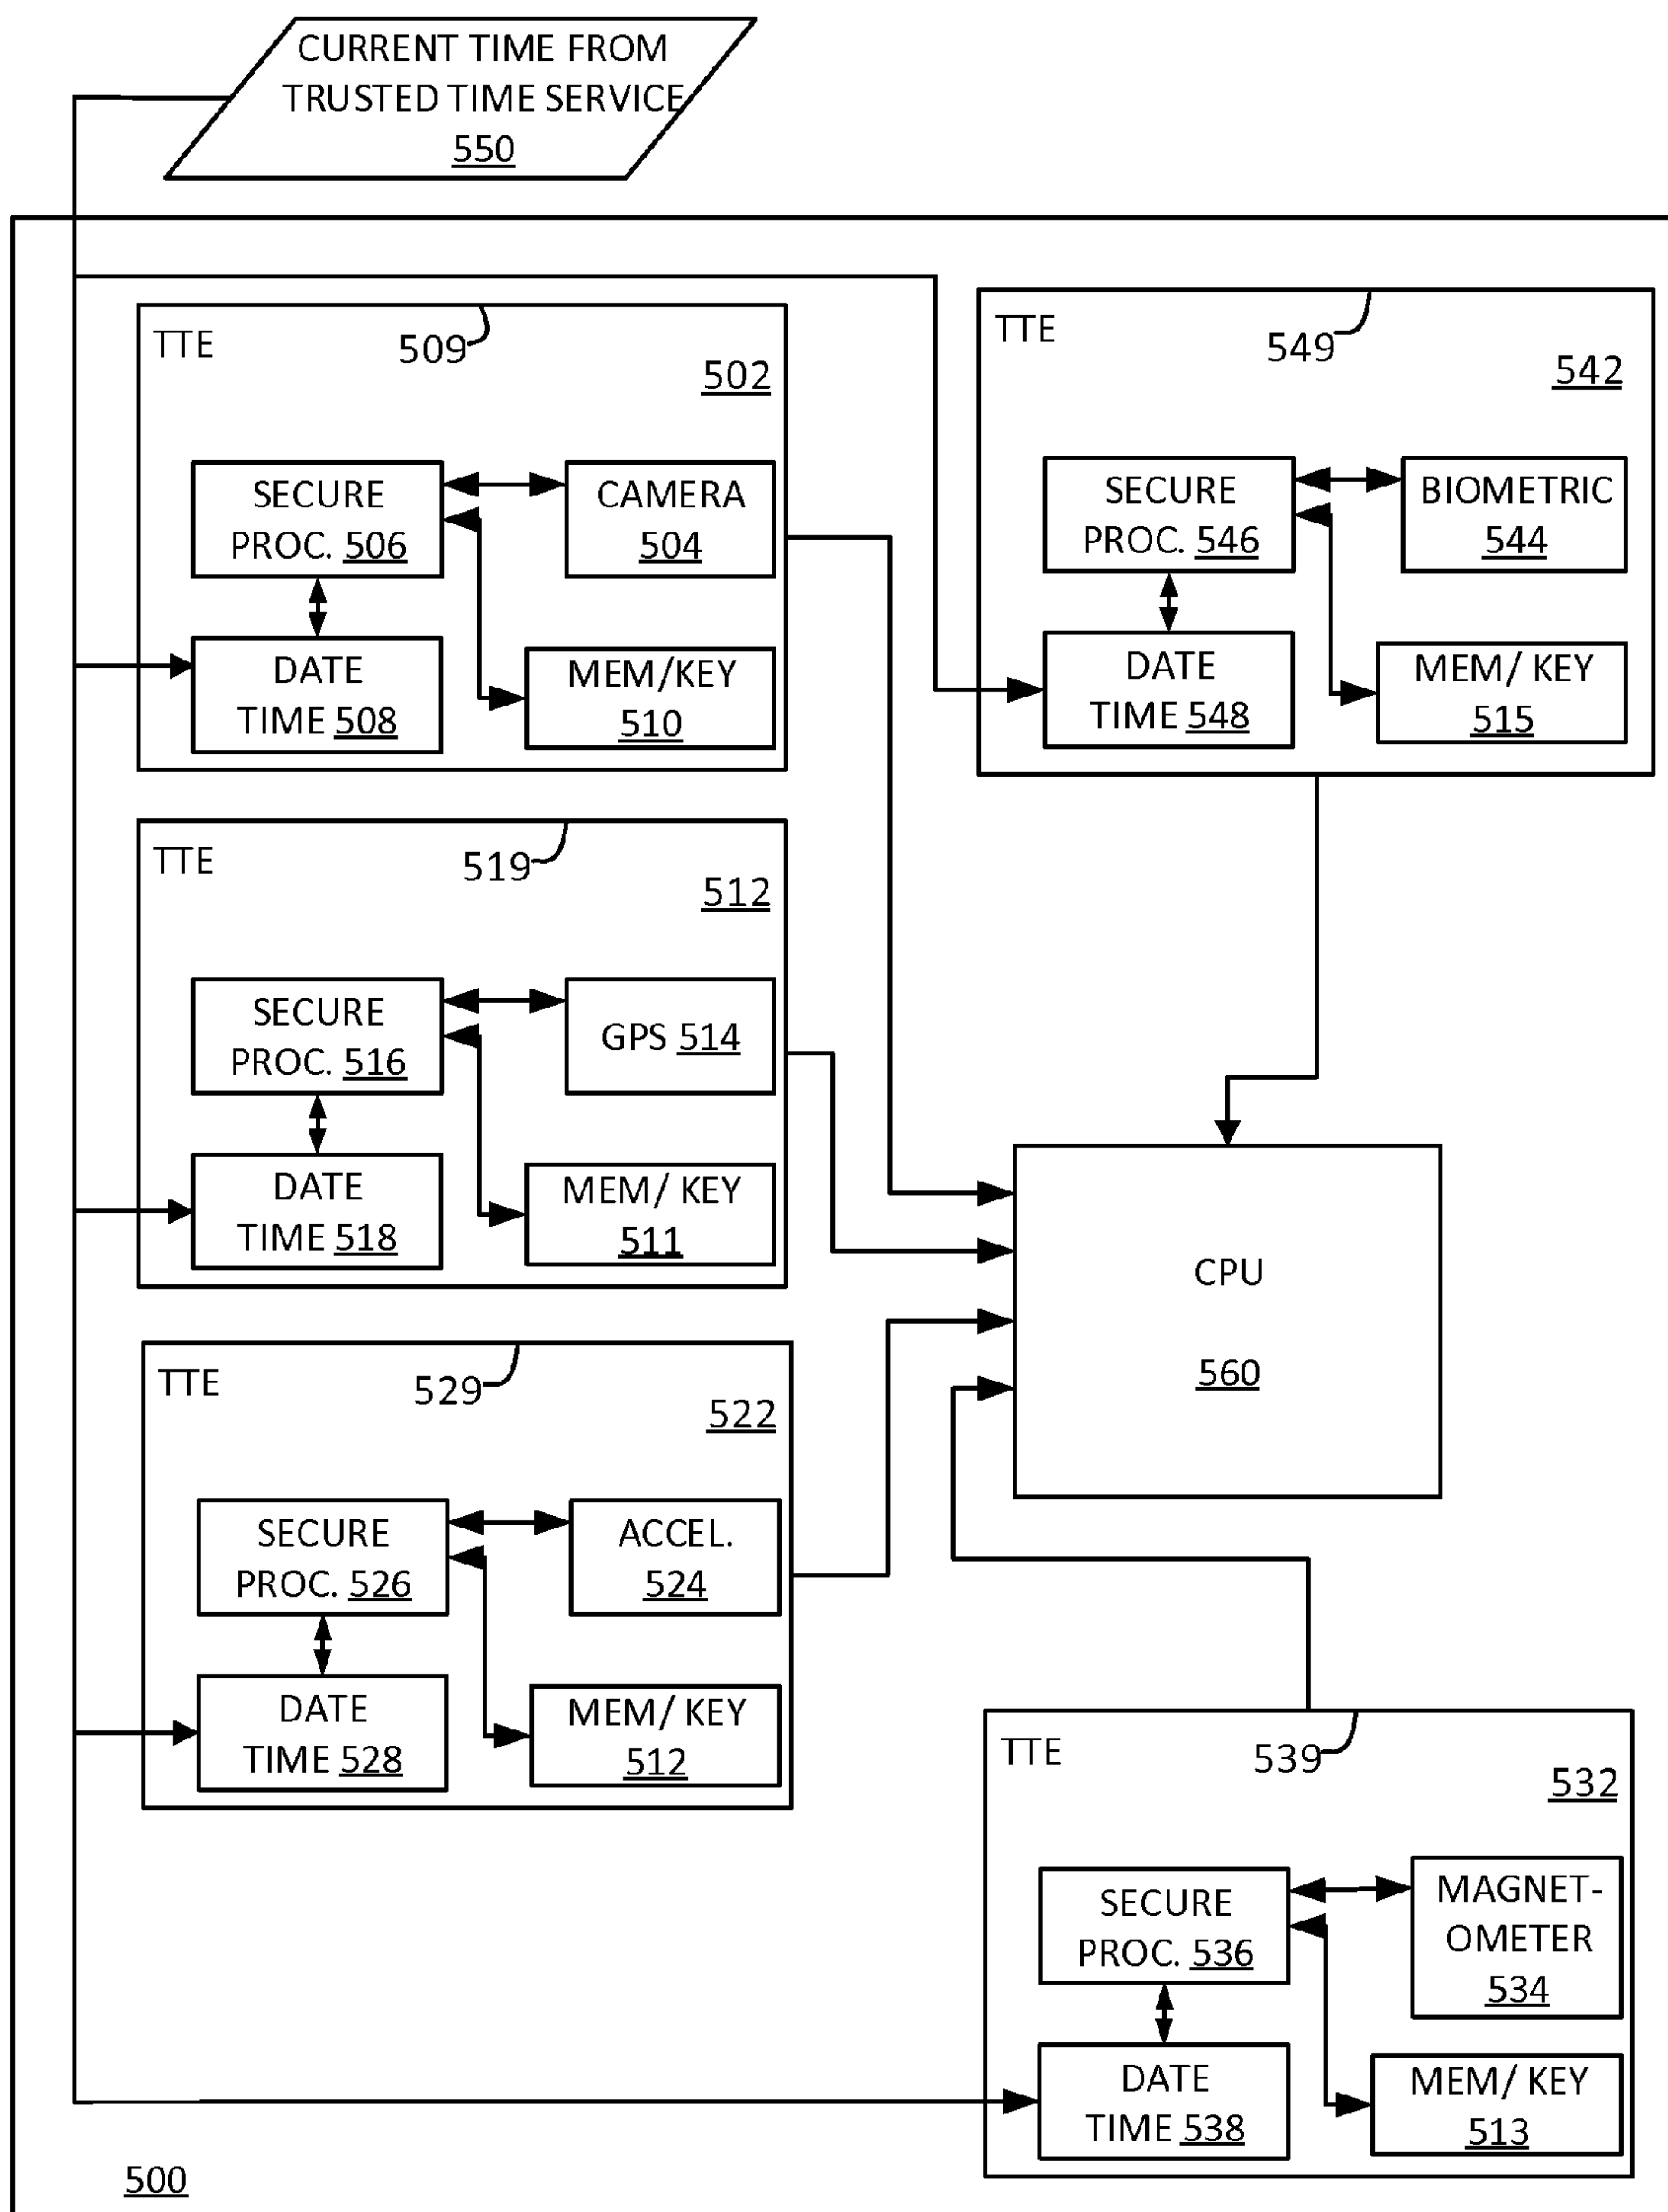 CURRENT TIME FROM
TRUSTED TIME SERVICE
550
TTE
509
502
SECURE
PROC. 506
CAMERA
504
DATE
TIME 508
MEM/KEY
510
TTE
549
542
SECURE
PROC. 546
BIOMETRIC
544
DATE
TIME 548
MEM/ KEY
515
TTE
519
512
SECURE
PROC. 516
GPS 514
DATE
TIME 518
MEM/ KEY
511
CPU
560
TTE
529
522
SECURE
PROC. 526
ACCEL.
524
DATE
TIME 528
MEM/ KEY
512
TTE
539
532
SECURE
PROC. 536
MAGNET-
OMETER
534
DATE
TIME 538
MEM/ KEY
513
500